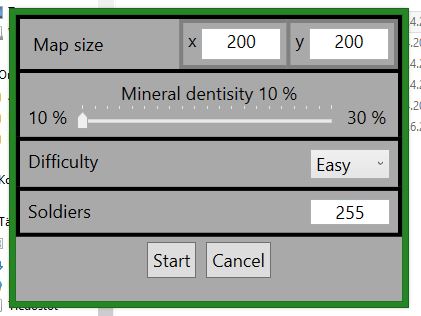 Map size x 200 y 200
Mineral dentisity 10 %
10 % 30 %
Difficulty Easy
Soldiers 255
Start Cancel